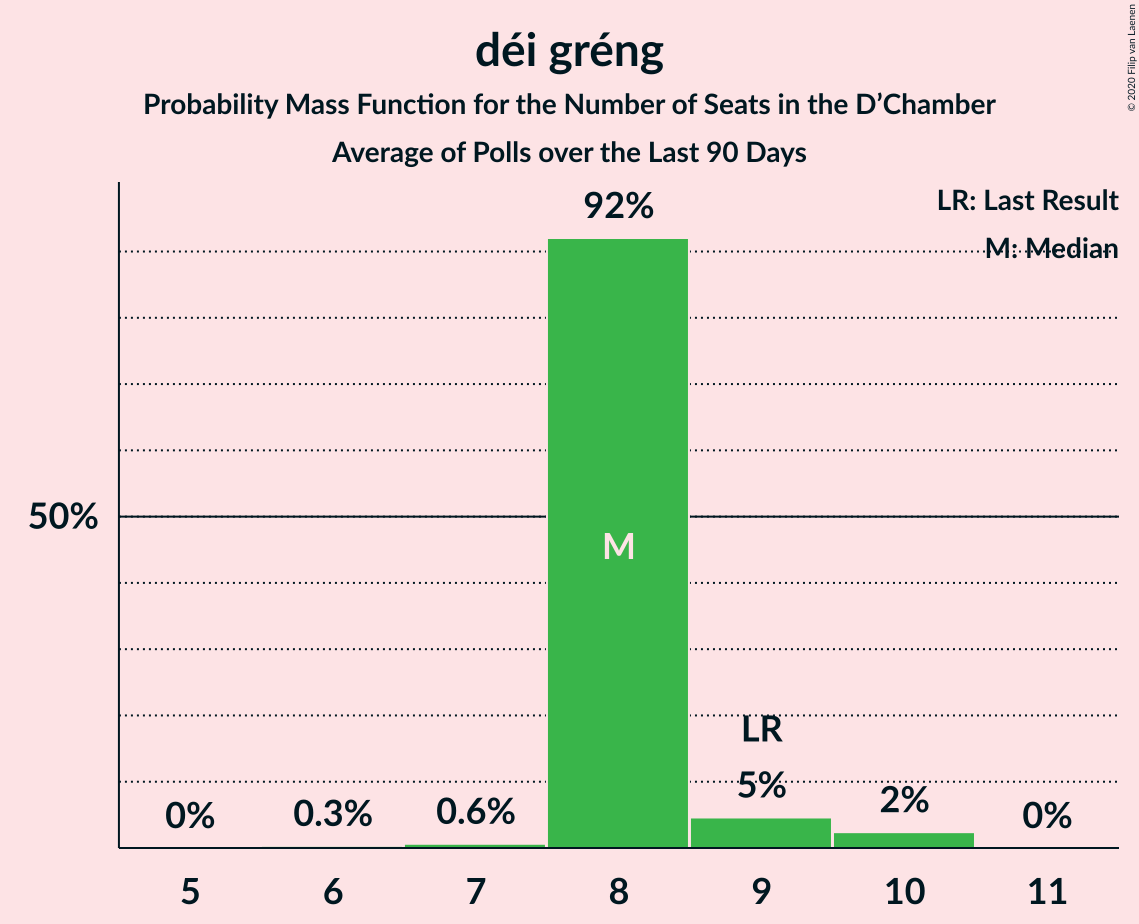 déi gréng
Probability Mass Function for the Number of Seats in the D’Chamber
Average of Polls over the Last 90 Days
© 2020 Filip van Laenen
LR: Last Result
M: Median
92%
50%
M
LR
0%
0.3%
0.6%
5%
2%
0%
5 6 7 8 9 10 11